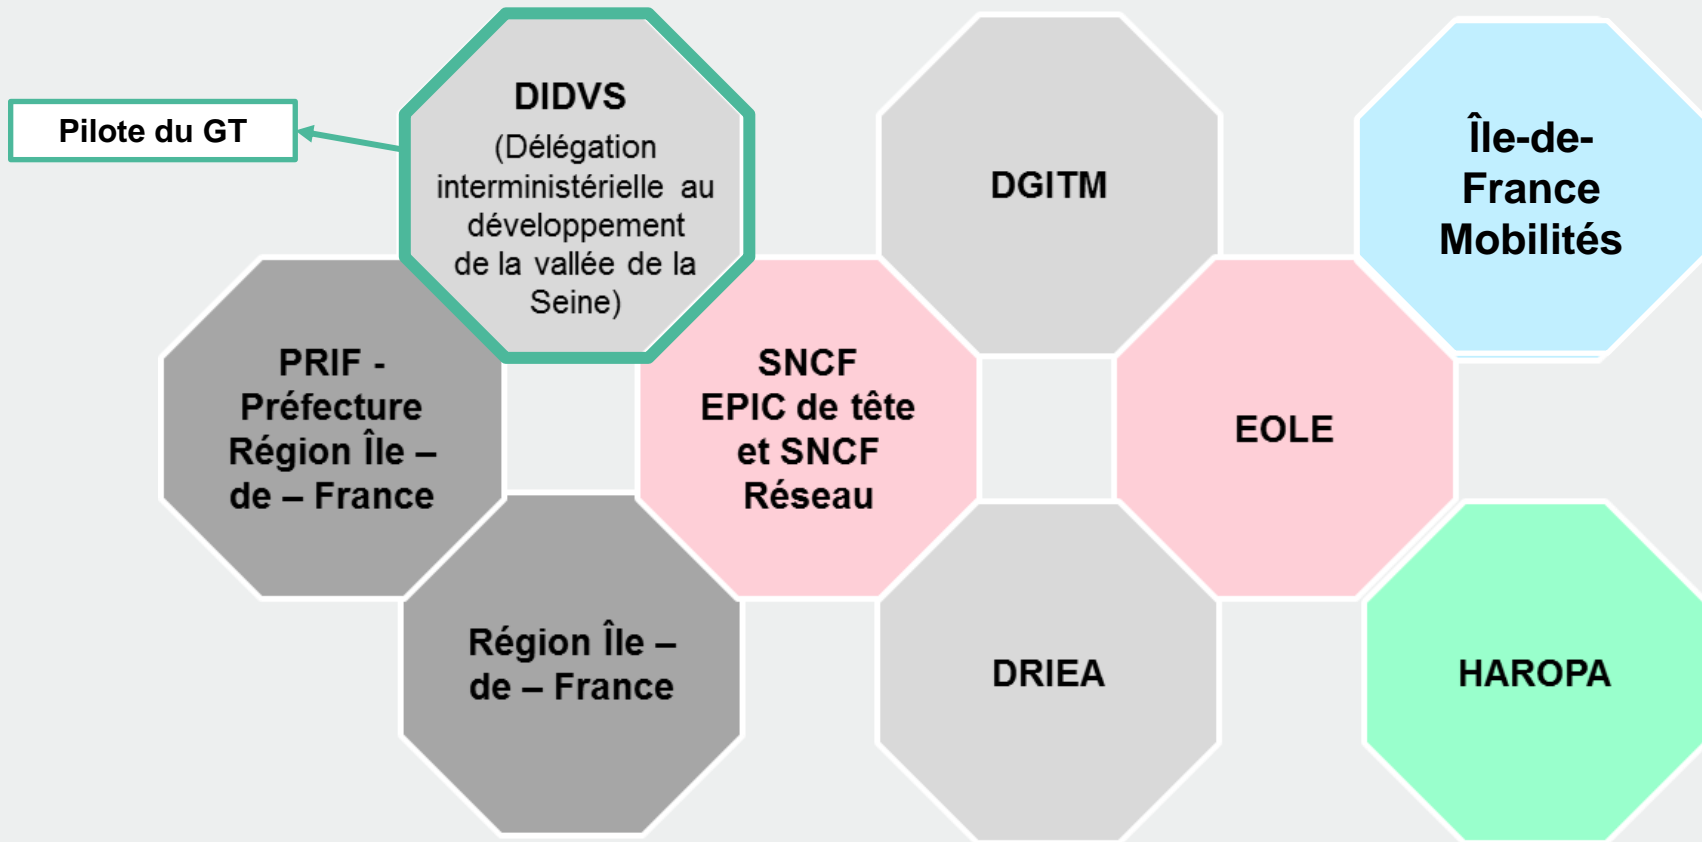 Pilote du GT
DIDVS
(Délégation
interministérielle au
développement
de la vallée de la
Seine)
DGITM
Île-de-
France
Mobilités
PRIF -
Préfecture
Région Île –
de – France
SNCF
EPIC de tête
et SNCF
Réseau
EOLE
Région Île –
de – France
DRIEA
HAROPA